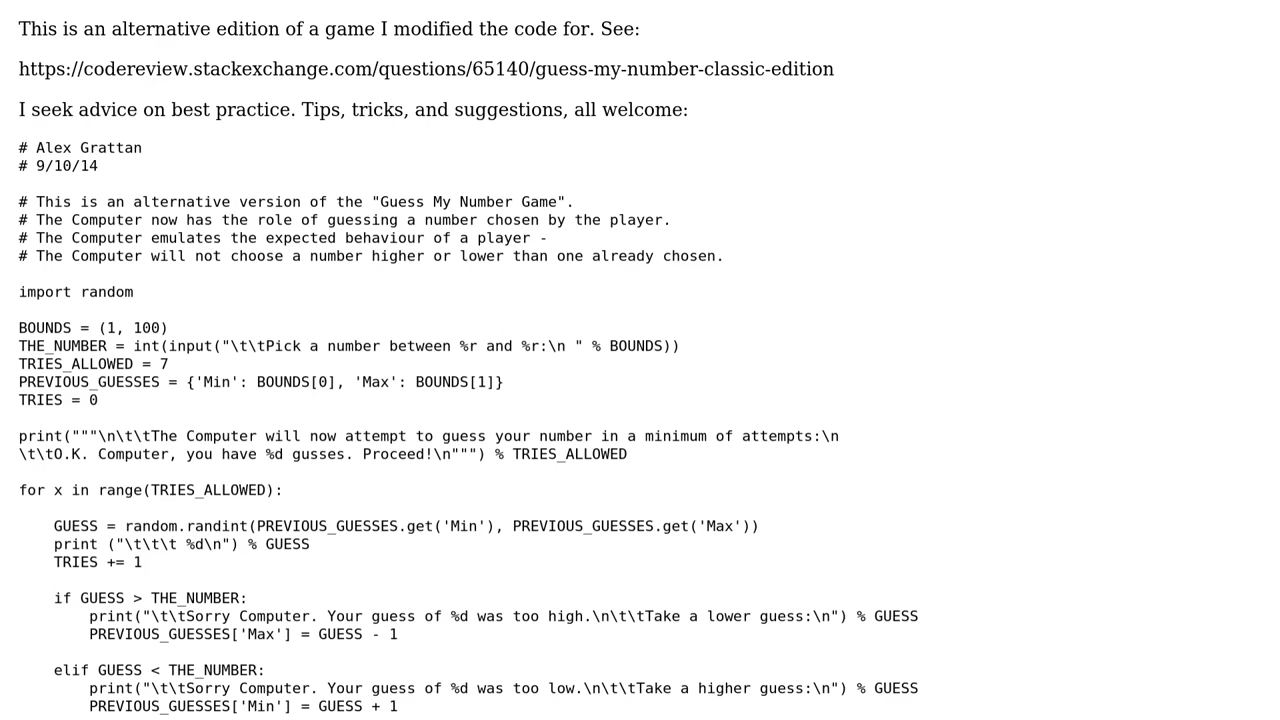 This is an alternative edition of a game I modified the code for. See:
https://codereview.stackexchange.com/questions/65140/guess-my-number-classic-edition
I seek advice on best practice. Tips, tricks, and suggestions, all welcome:
# Alex Grattan
# 9/10/14
# This is an alternative version of the "Guess My Number Game".
# The Computer now has the role of guessing a number chosen by the player.
# The Computer emulates the expected behaviour of a player -
# The Computer will not choose a number higher or lower than one already chosen.
import random
BOUNDS = (1, 100)
THE_NUMBER = int(input("\t\tPick a number between %r and %r:\n " % BOUNDS))
TRIES_ALLOWED = 7
PREVIOUS_GUESSES = {'Min': BOUNDS[0], 'Max': BOUNDS[1]}
TRIES = 0
print("""\n\t\tThe Computer will now attempt to guess your number in a minimum of attempts:\n
\t\tO.K. Computer, you have %d gusses. Proceed!\n""") % TRIES_ALLOWED
for x in range(TRIES_ALLOWED):
    GUESS = random.randint(PREVIOUS_GUESSES.get('Min'), PREVIOUS_GUESSES.get('Max'))
    print ("\t\t\t %d\n") % GUESS
    TRIES += 1
    if GUESS > THE_NUMBER:
        print("\t\tSorry Computer. Your guess of %d was too high.\n\t\tTake a lower guess:\n") % GUESS
        PREVIOUS_GUESSES['Max'] = GUESS - 1
    elif GUESS < THE_NUMBER:
        print("\t\tSorry Computer. Your guess of %d was too low.\n\t\tTake a higher guess:\n") % GUESS
        PREVIOUS_GUESSES['Min'] = GUESS + 1